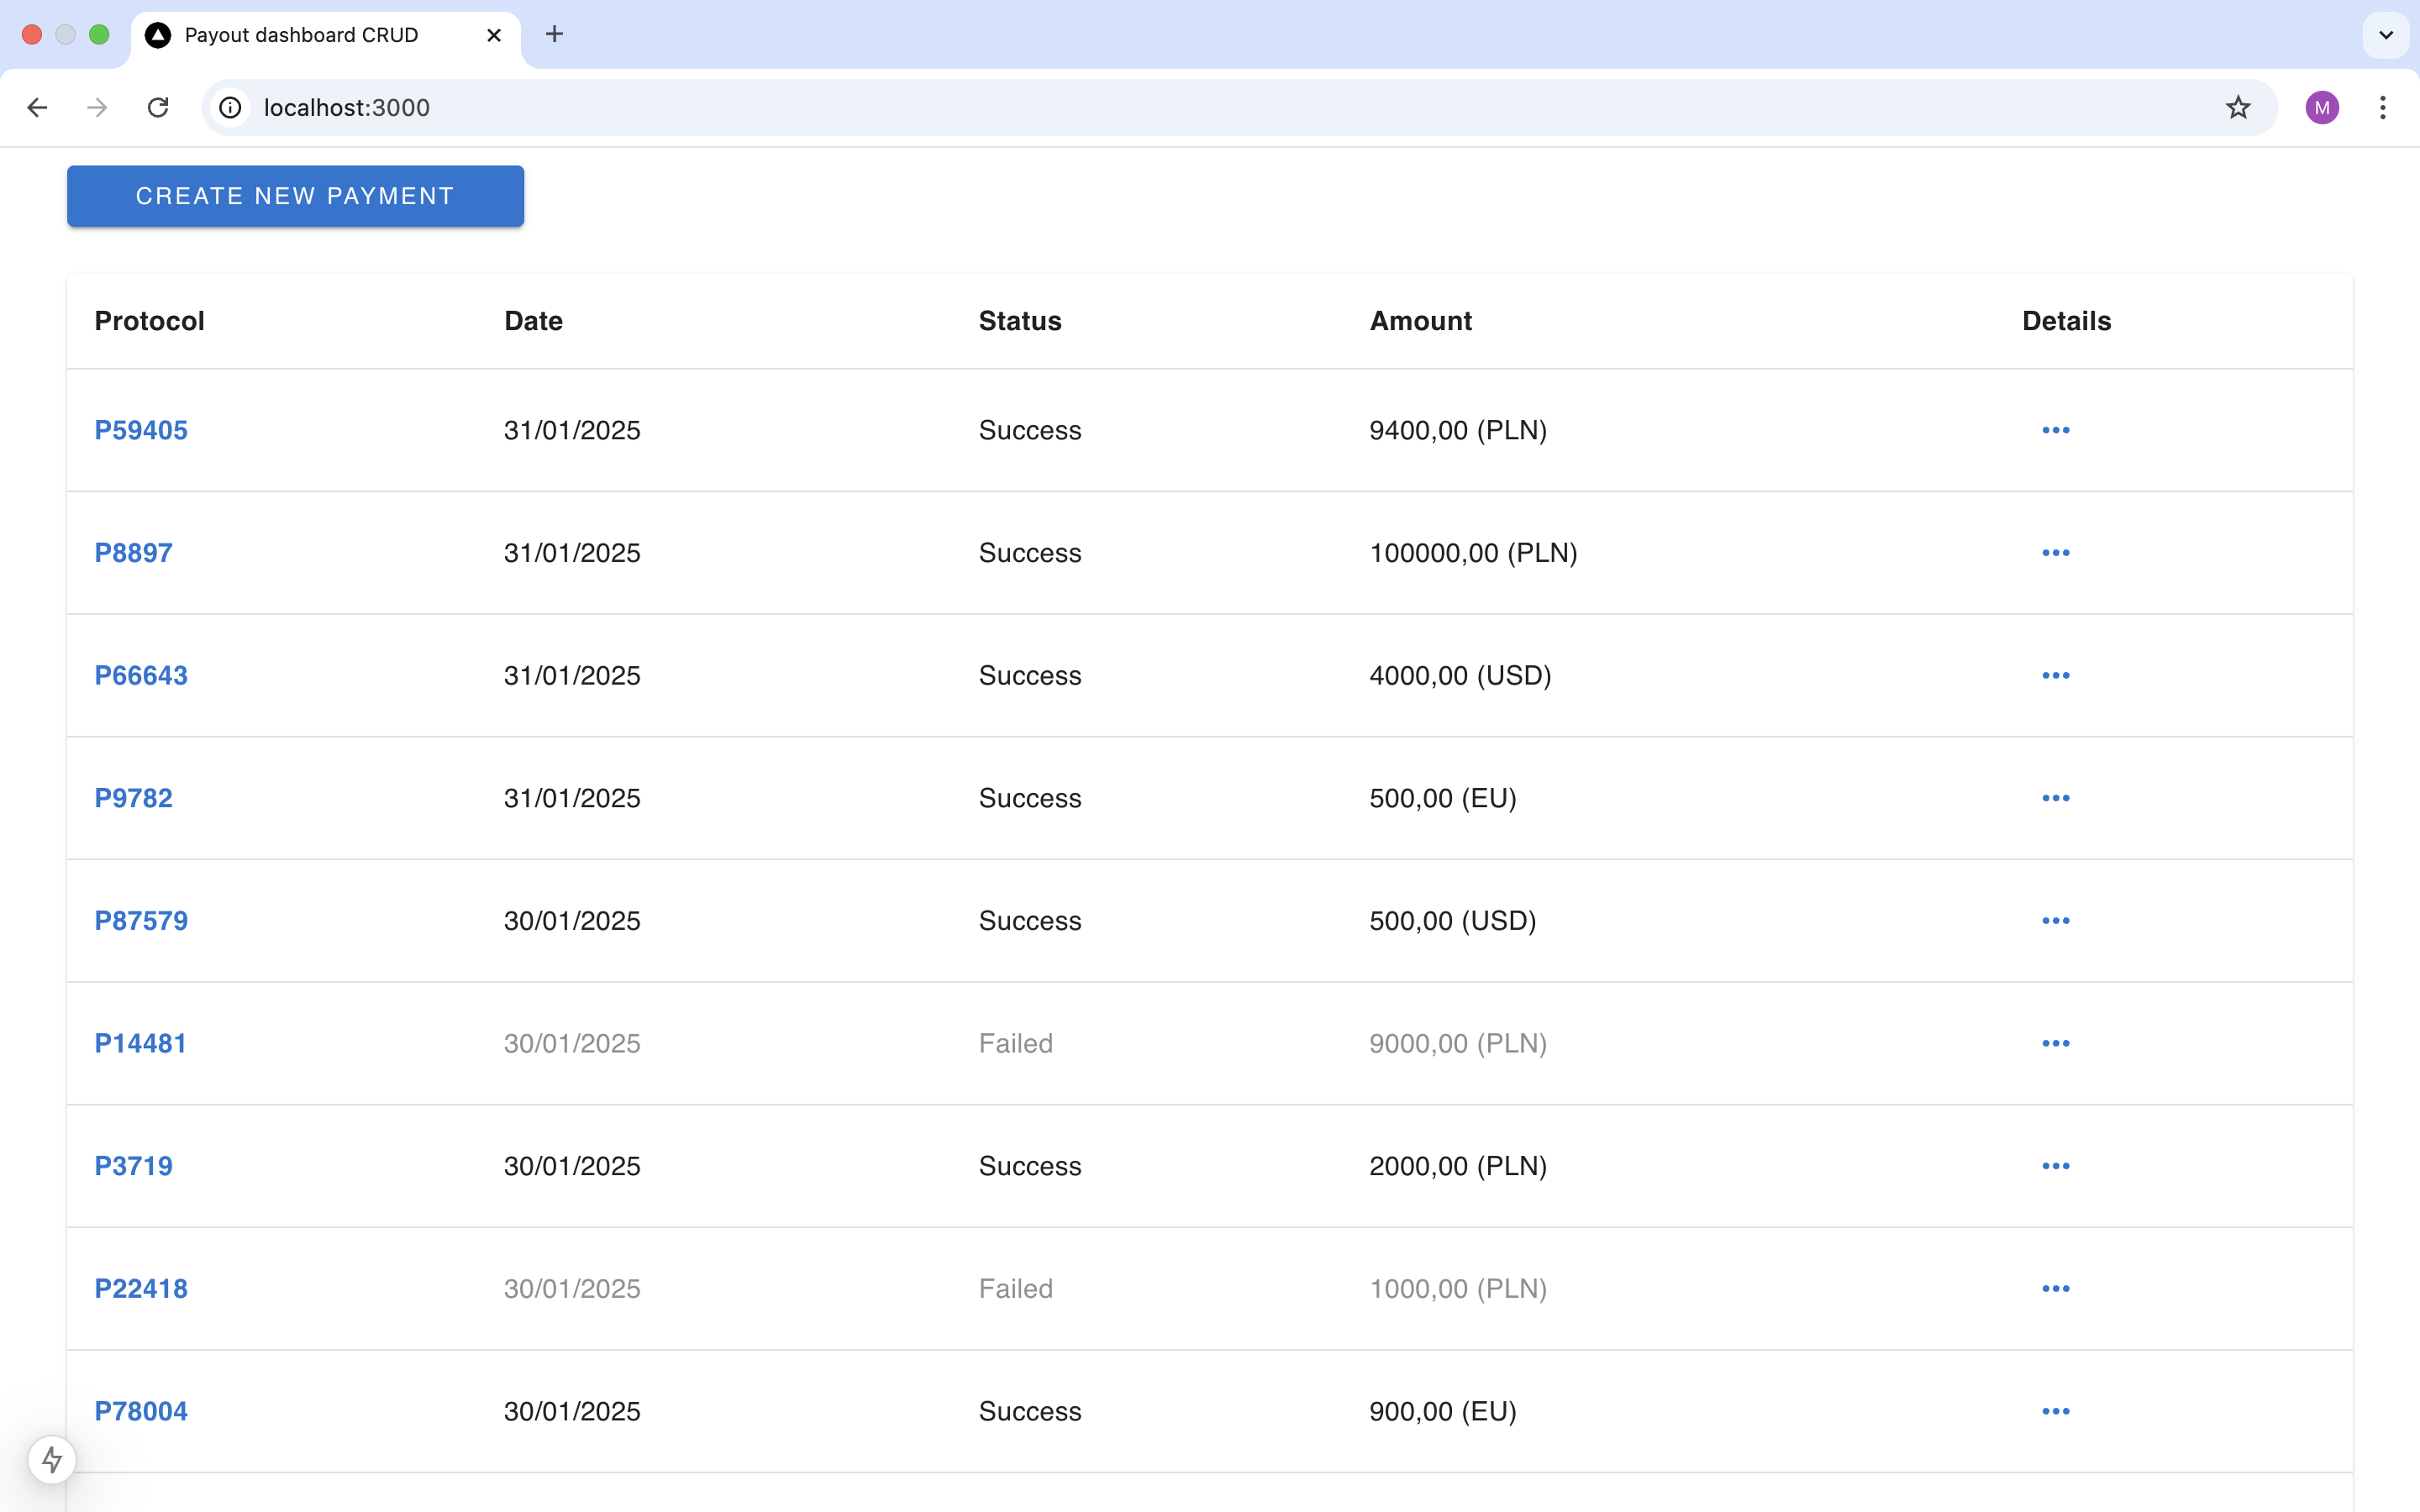 Payout dashboard CRUD
localhost:3000
M
CREATE NEW PAYMENT
Protocol Date Status Amount Details
P59405 31/01/2025 Success 9400,00 (PLN)
P8897 31/01/2025 Success 100000,00 (PLN)
P66643 31/01/2025 Success 4000,00 (USD)
P9782 31/01/2025 Success 500,00 (EU)
P87579 30/01/2025 Success 500,00 (USD)
P14481 30/01/2025 Failed 9000,00 (PLN)
P3719 30/01/2025 Success 2000,00 (PLN)
P22418 30/01/2025 Failed 1000,00 (PLN)
P78004 30/01/2025 Success 900,00 (EU)